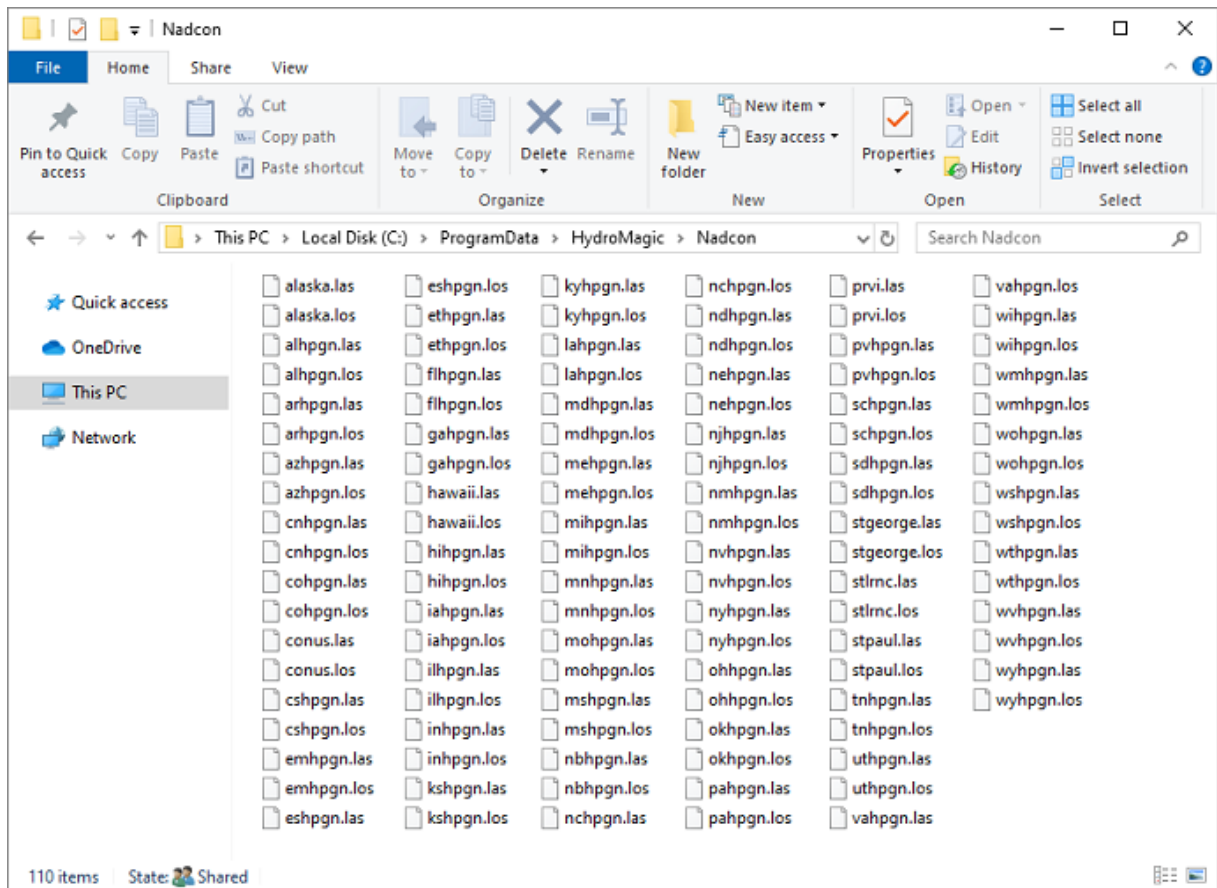 Nadcon
File Home Share View
Pin to Quick access
Copy
Paste
Cut
Copy path
Paste shortcut
Clipboard
Move to
Copy to
Delete
Rename
Organize
New folder
New item
Easy access
New
Properties
Open
Edit
History
Open
Select all
Select none
Invert selection
Select
This PC > Local Disk (C:) > ProgramData > HydroMagic > Nadcon
Search Nadcon
Quick access
OneDrive
This PC
Network
alaska.las
alaska.los
alhpgn.las
alhpgn.los
arhpgn.las
arhpgn.los
azhpgn.las
azhpgn.los
cnhpgn.las
cnhpgn.los
cohpgn.las
cohpgn.los
conus.las
conus.los
cshpgn.las
cshpgn.los
emhpgn.las
emhpgn.los
eshpgn.las
eshpgn.los
ethpgn.las
ethpgn.los
flhpgn.las
flhpgn.los
gahpgn.las
gahpgn.los
hawaii.las
hawaii.los
hihpgn.las
hihpgn.los
iahpgn.las
iahpgn.los
ilhpgn.las
ilhpgn.los
inhpgn.las
inhpgn.los
kshpgn.las
kshpgn.los
kyhpgn.las
kyhpgn.los
lahpgn.las
lahpgn.los
mdhpgn.las
mdhpgn.los
mehpgn.las
mehpgn.los
mihpgn.las
mihpgn.los
mnhpgn.las
mnhpgn.los
mohpgn.las
mohpgn.los
mshpgn.las
mshpgn.los
nbhpgn.las
nbhpgn.los
nchpgn.las
nchpgn.los
ndhpgn.las
ndhpgn.los
nehpgn.las
nehpgn.los
njhpgn.las
njhpgn.los
nmhpgn.las
nmhpgn.los
nvhpgn.las
nvhpgn.los
nyhpgn.las
nyhpgn.los
ohhpgn.las
ohhpgn.los
okhpgn.las
okhpgn.los
pahpgn.las
pahpgn.los
prvi.las
prvi.los
pvhpgn.las
pvhpgn.los
schpgn.las
schpgn.los
sdhpgn.las
sdhpgn.los
stgeorge.las
stgeorge.los
stlrnc.las
stlrnc.los
stpaul.las
stpaul.los
tnhpgn.las
tnhpgn.los
uthpgn.las
uthpgn.los
vahpgn.las
vahpgn.los
wihpgn.las
wihpgn.los
wmhpgn.las
wmhpgn.los
wohpgn.las
wohpgn.los
wshpgn.las
wshpgn.los
wthpgn.las
wthpgn.los
wvhpgn.las
wvhpgn.los
wyhpgn.las
wyhpgn.los
110 items State: Shared